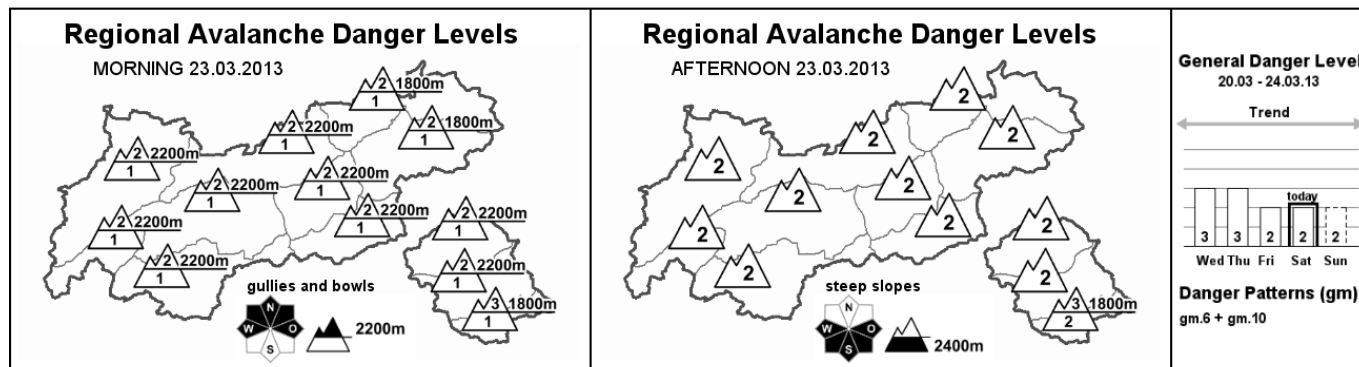 Regional Avalanche Danger Levels
MORNING 23.03.2013
2 1800m
1
2 1800m
1
2 2200m
1
2 2200m
1
2 2200m
1
2 2200m
1
2 2200m
1
2 2200m
1
2 2200m
1
2 2200m
1
2 2200m
1
3 1800m
1
gullies and bowls
N
W O
S
2200m
Regional Avalanche Danger Levels
AFTERNOON 23.03.2013
2
2
2
2
2
2
2
2
2
2
2
3 1800m
2
steep slopes
N
W O
S
2400m
General Danger Level
20.03 - 24.03.13
Trend
today
3 3 2 2 2
Wed Thu Fri Sat Sun
Danger Patterns (gm)
gm.6 + gm.10